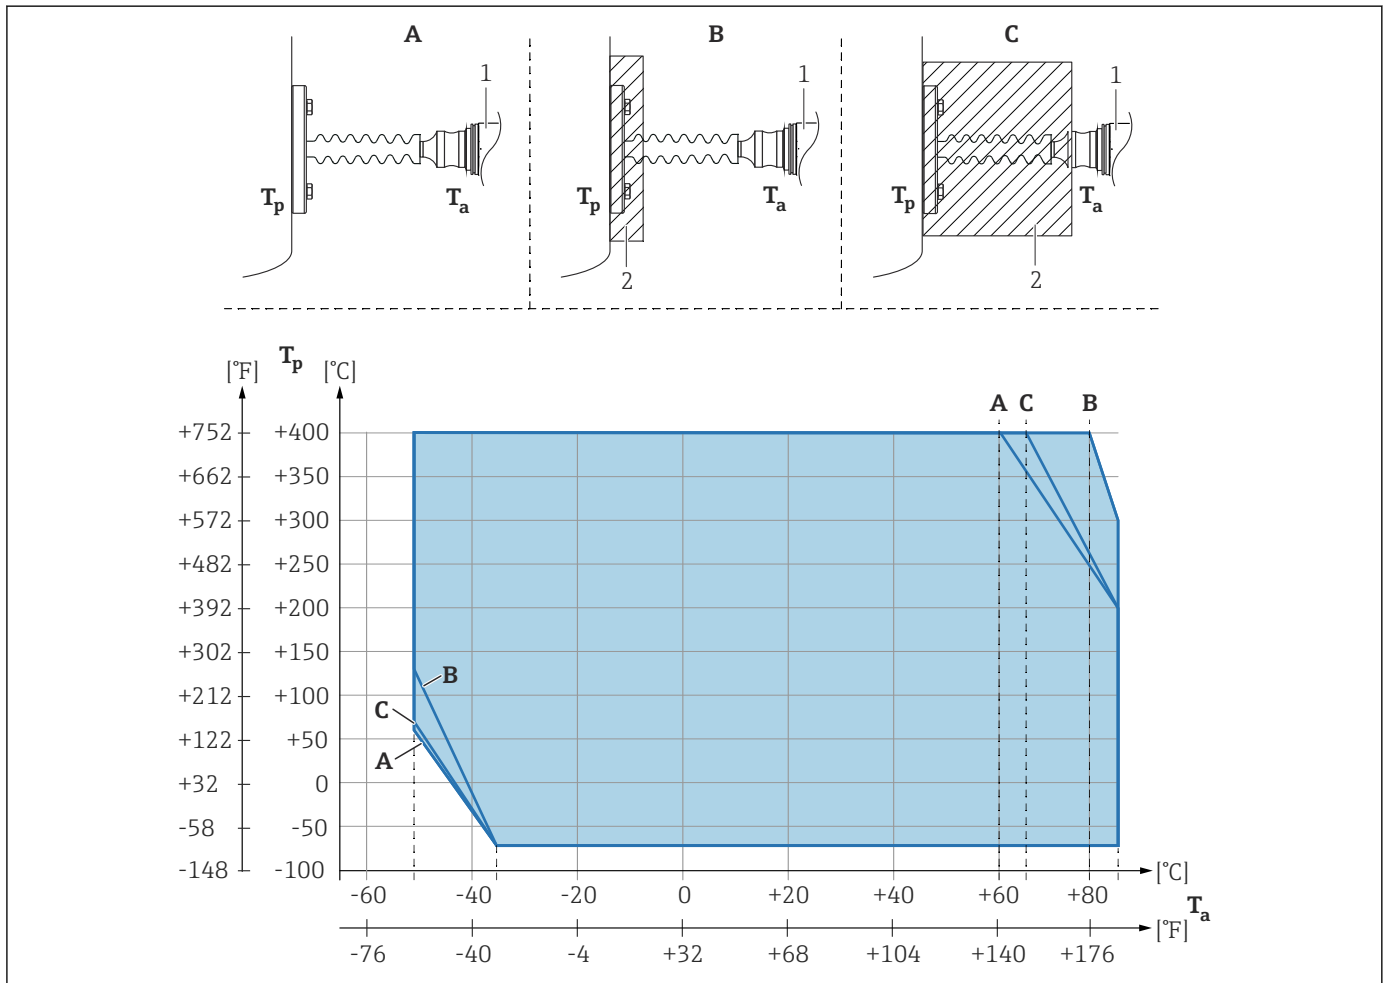 A B C
1 1 1
Tp Ta Tp Ta Tp Ta
2 2
Tp
[°F] [°C]
A C B
+752 +400
+662 +350
+572 +300
+482 +250
+392 +200
+302 +150
B
+212 +100
C
+122 +50
A
+32 0
-58 -50
-148 -100
[°C]
-60 -40 -20 0 +20 +40 +60 +80
Ta
[°F]
-76 -40 -4 +32 +68 +104 +140 +176